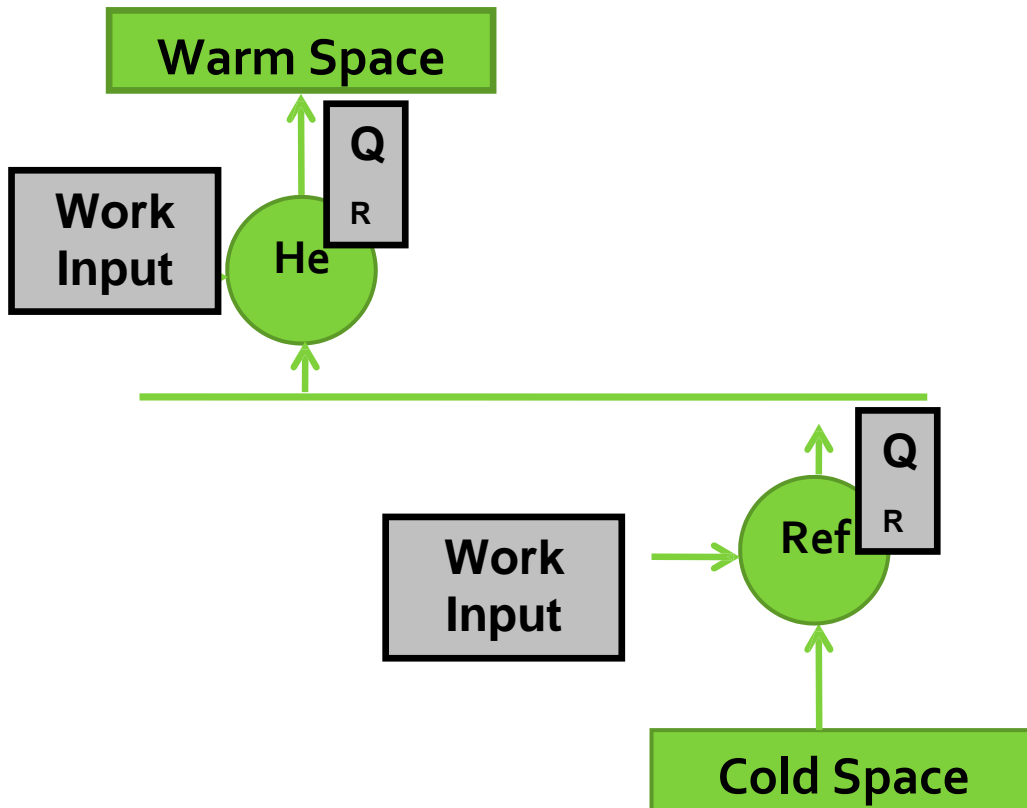 Warm Space
Q
R
Work
Input
He
Q
R
Ref
Work
Input
Cold Space